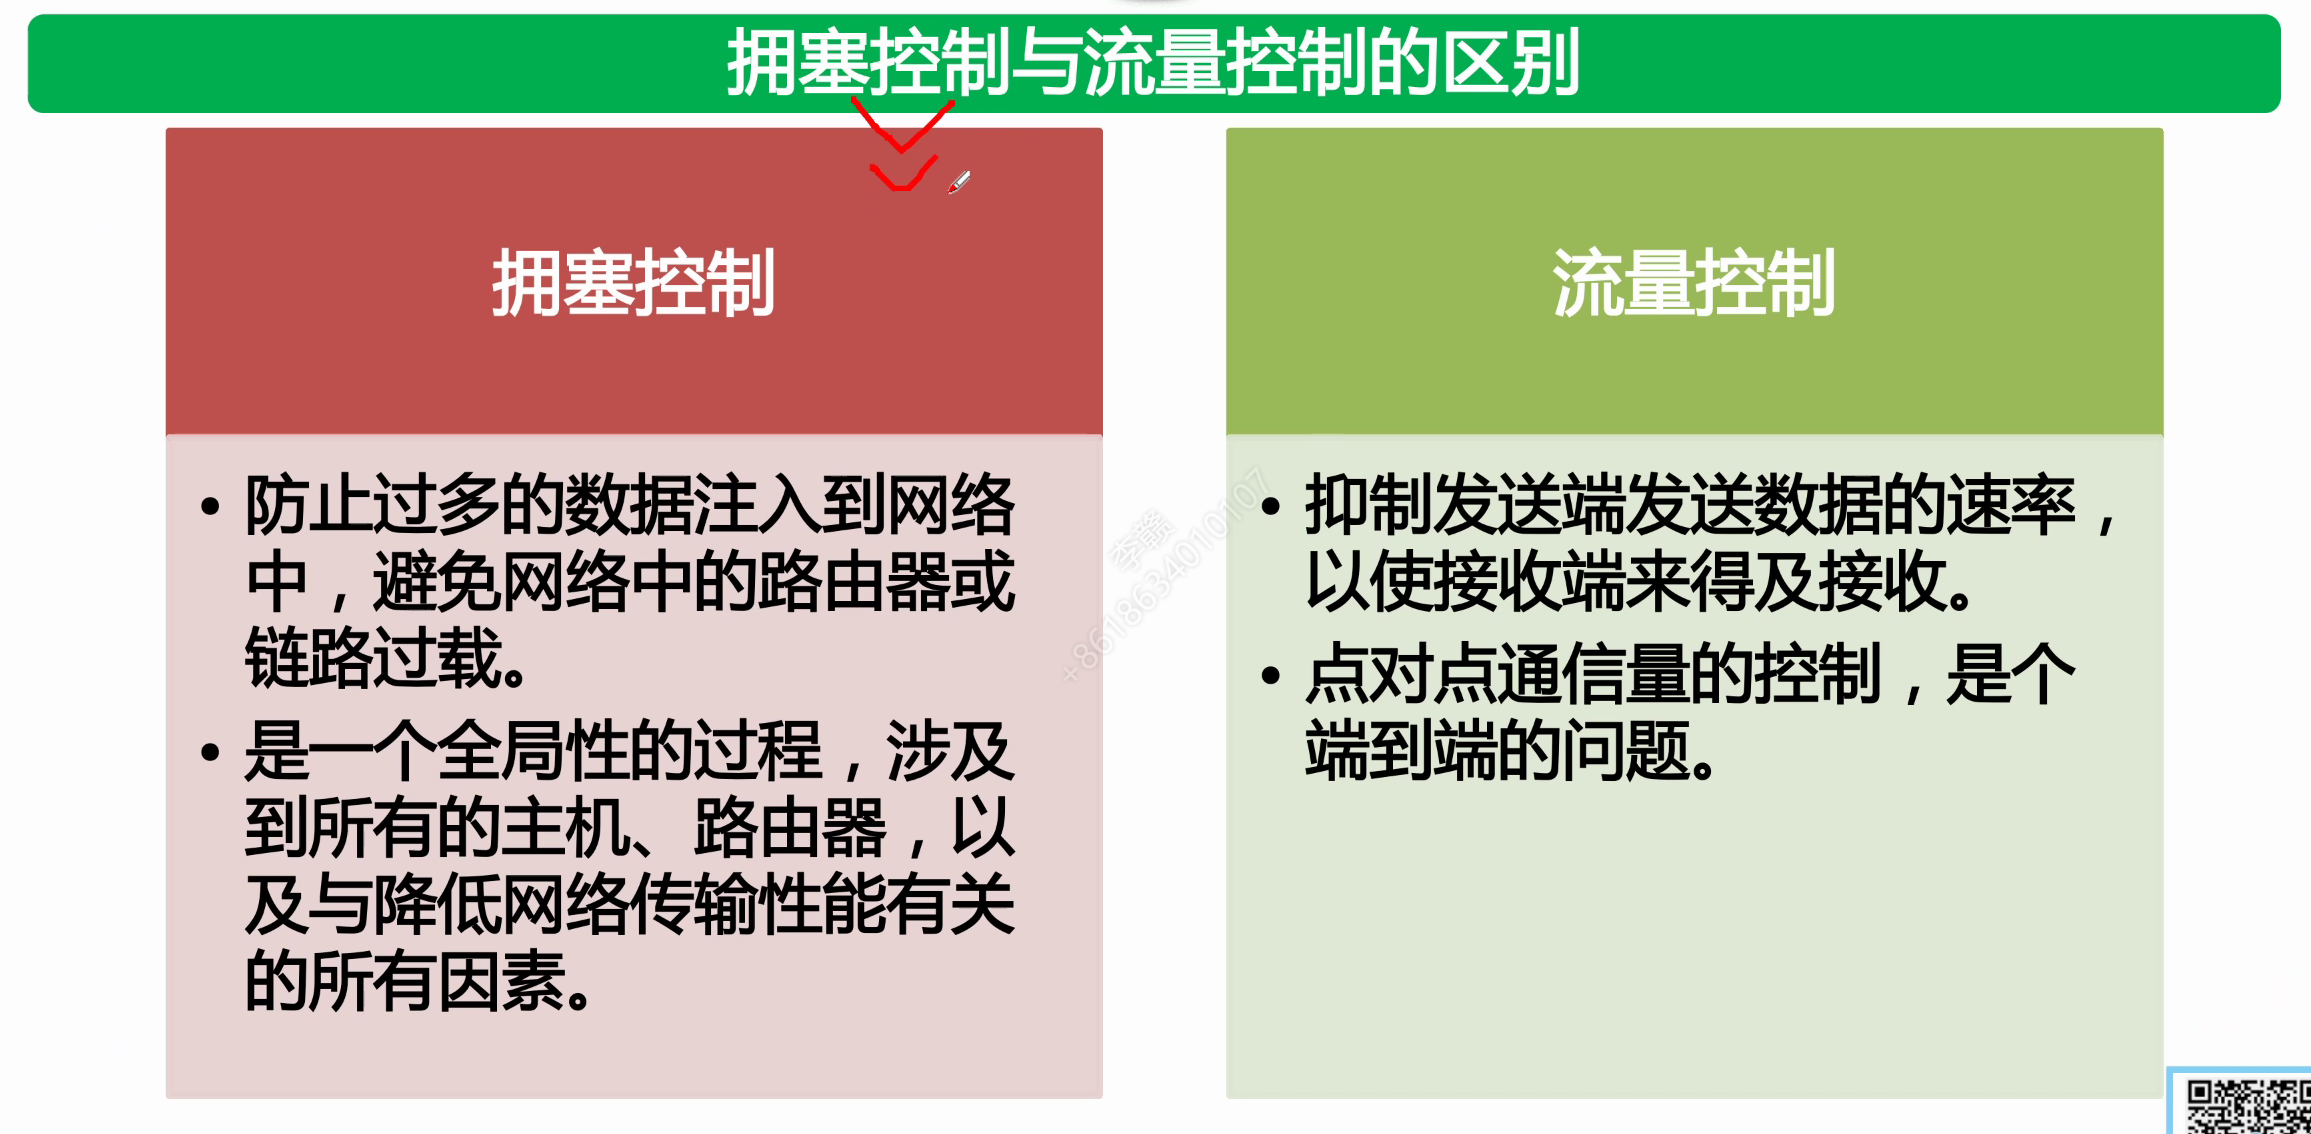 拥塞控制与流量控制的区别
拥塞控制
• 防止过多的数据注入到网络
中，避免网络中的路由器或
链路过载。
• 是一个全局性的过程，涉及
到所有的主机、路由器，以
及与降低网络传输性能有关
的所有因素。
流量控制
• 抑制发送端发送数据的速率，
以使接收端来得及接收。
• 点对点通信量的控制，是个
端到端的问题。
李赣
+8618634010107